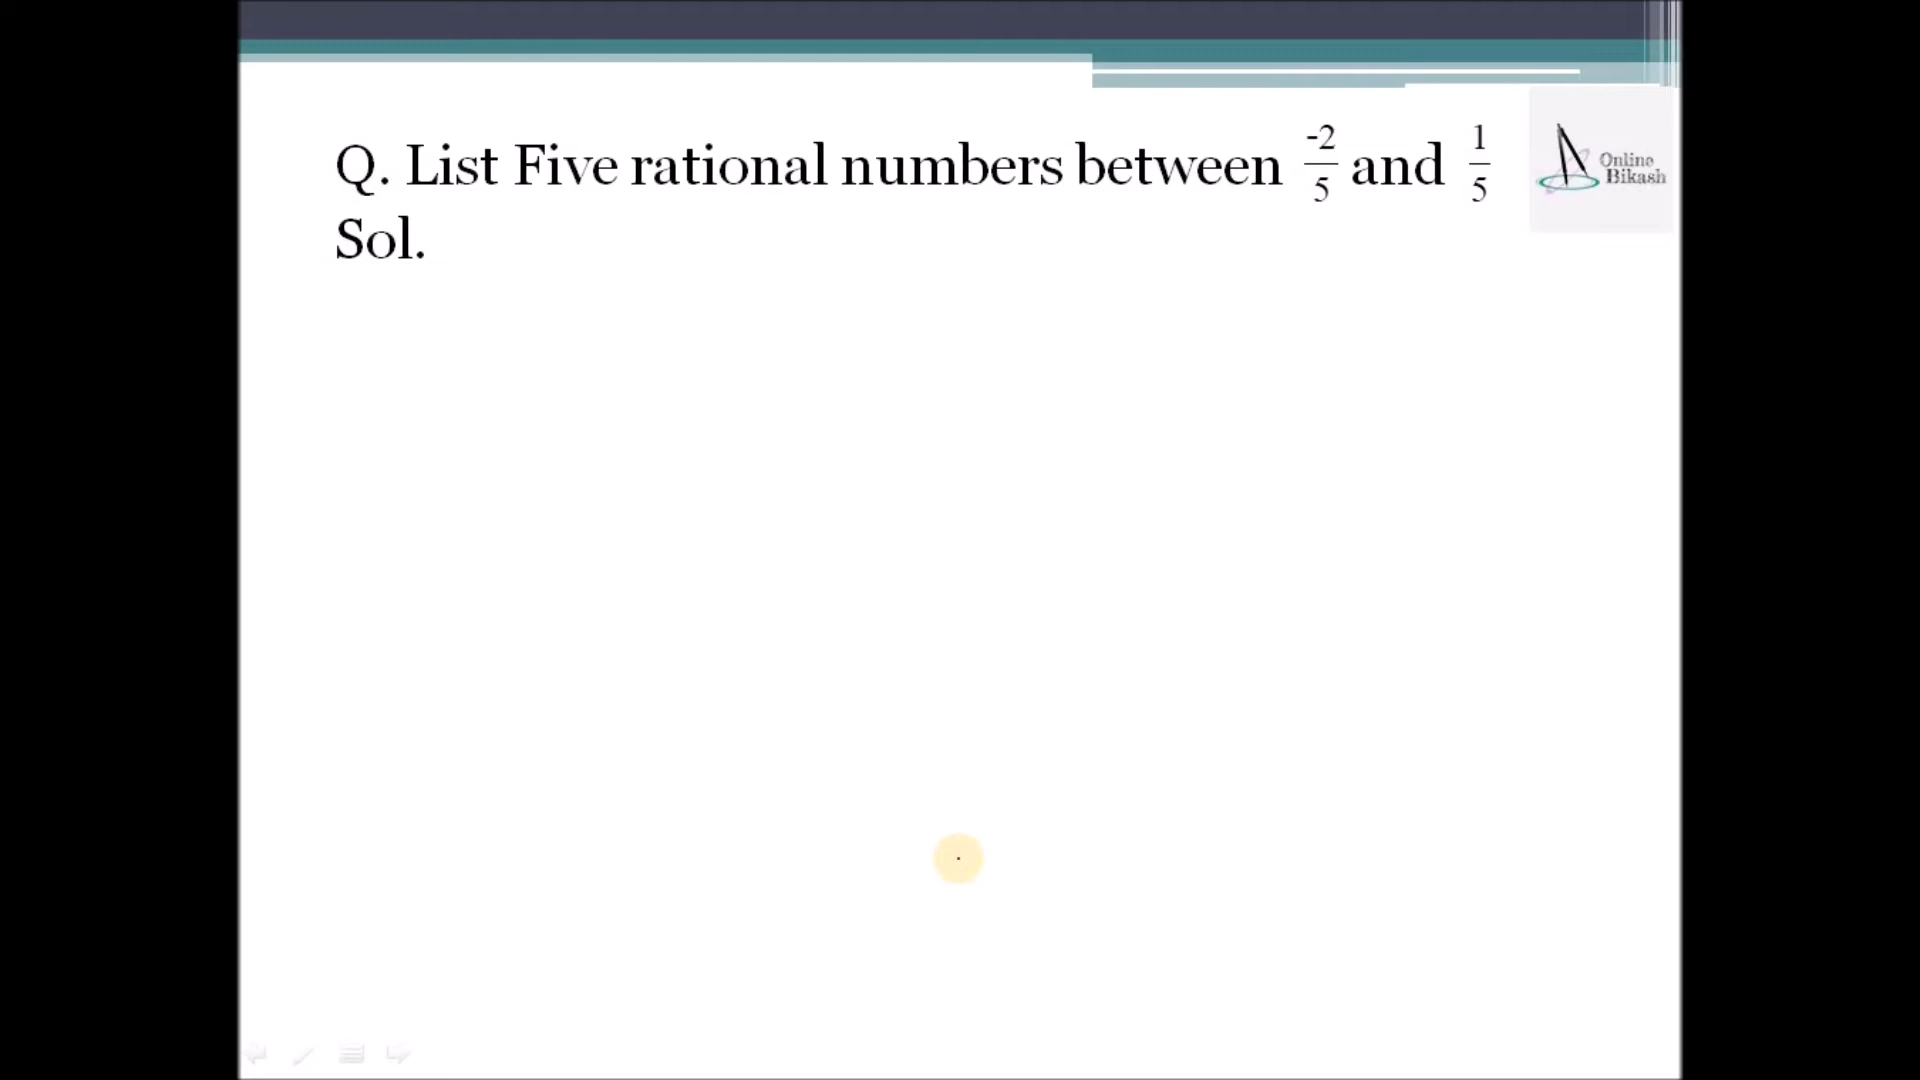 Q. List Five rational numbers between -2/5 and 1/5
Sol.
Online
Bikash